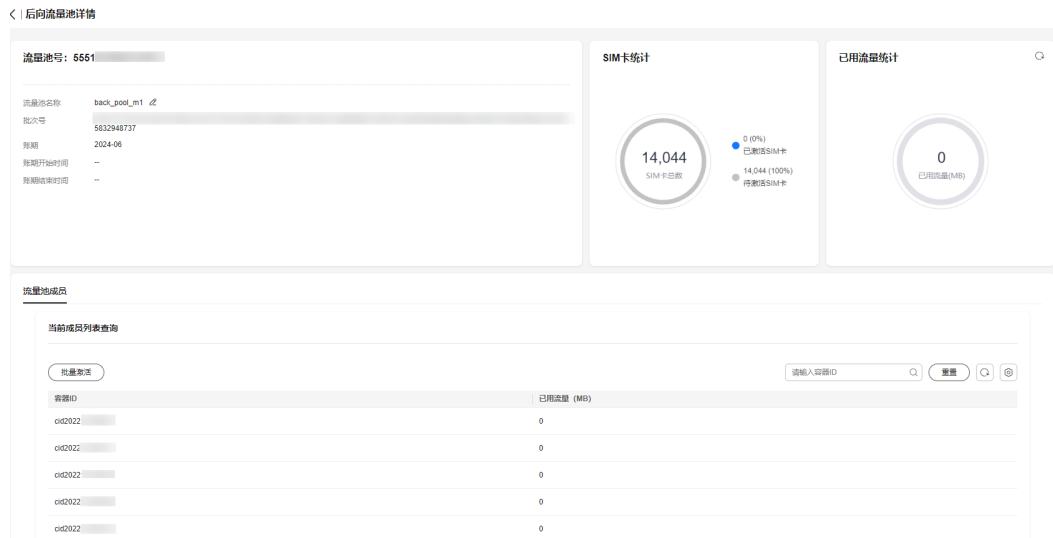 后向流量池详情
流量池号：5551
流量池名称 back_pool_m1
批次号
5832948737
账期 2024-06
账期开始时间 --
账期结束时间 --
SIM卡统计
14,044
SIM卡总数
0 (0%)
已激活SIM卡
14,044 (100%)
待激活SIM卡
已用流量统计
0
已用流量(MB)
流量池成员
当前成员列表查询
批量激活 请输入容器ID 重置
容器ID 已用流量 (MB)
cid2022 0
cid2022 0
cid2022 0
cid2022 0
cid2022 0